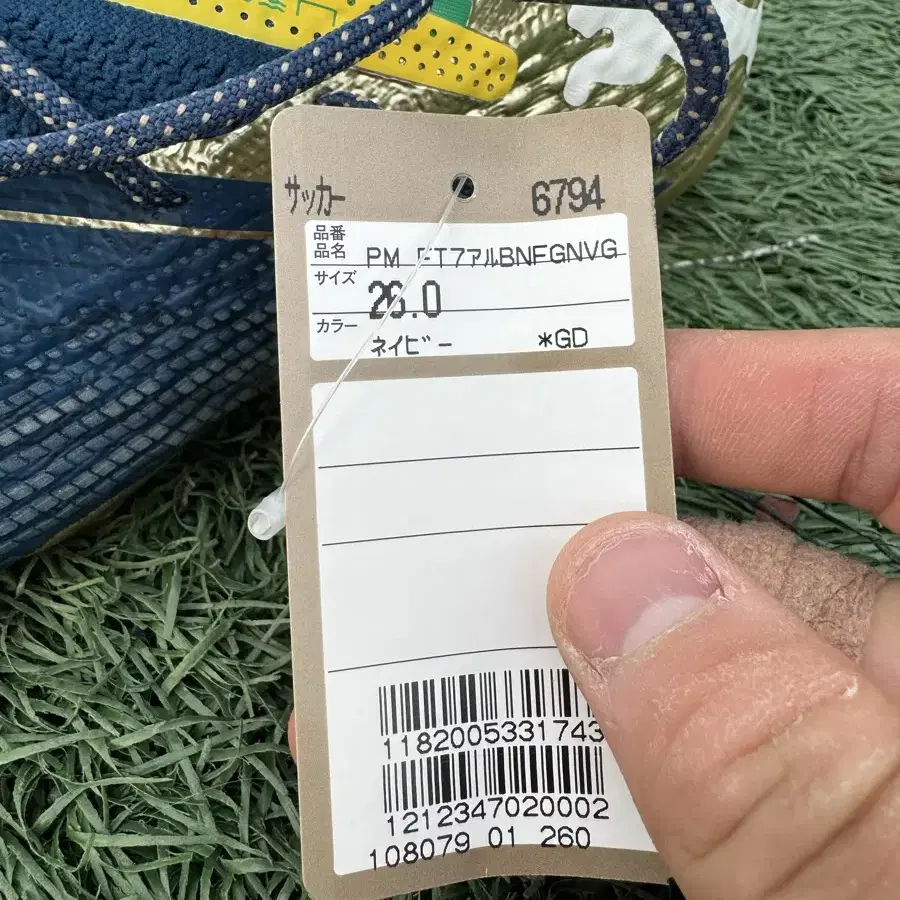 サッカー 6794
品番
品名 PM FT7アルBNFGNVG
サイズ 26.0
カラー ネイビー *GD
1182005331743
1212347020002
108079 01 260